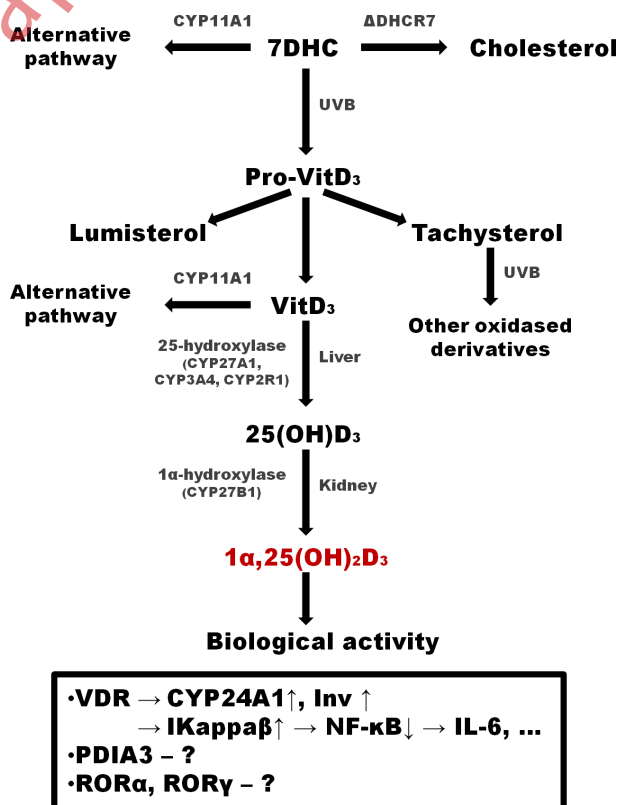 CYP11A1
ΔDHCR7
Alternative
pathway
7DHC
Cholesterol
UVB
Pro-VitD₃
Lumisterol
Tachysterol
CYP11A1
UVB
Alternative
pathway
VitD₃
Other oxidased
derivatives
25-hydroxylase
(CYP27A1,
CYP3A4, CYP2R1)
Liver
25(OH)D₃
1α-hydroxylase
(CYP27B1)
Kidney
1α,25(OH)₂D₃
Biological activity
•VDR → CYP24A1↑, Inv ↑
→ IKappaβ↑ → NF-κB↓ → IL-6, ...
•PDIA3 – ?
•RORα, RORγ – ?